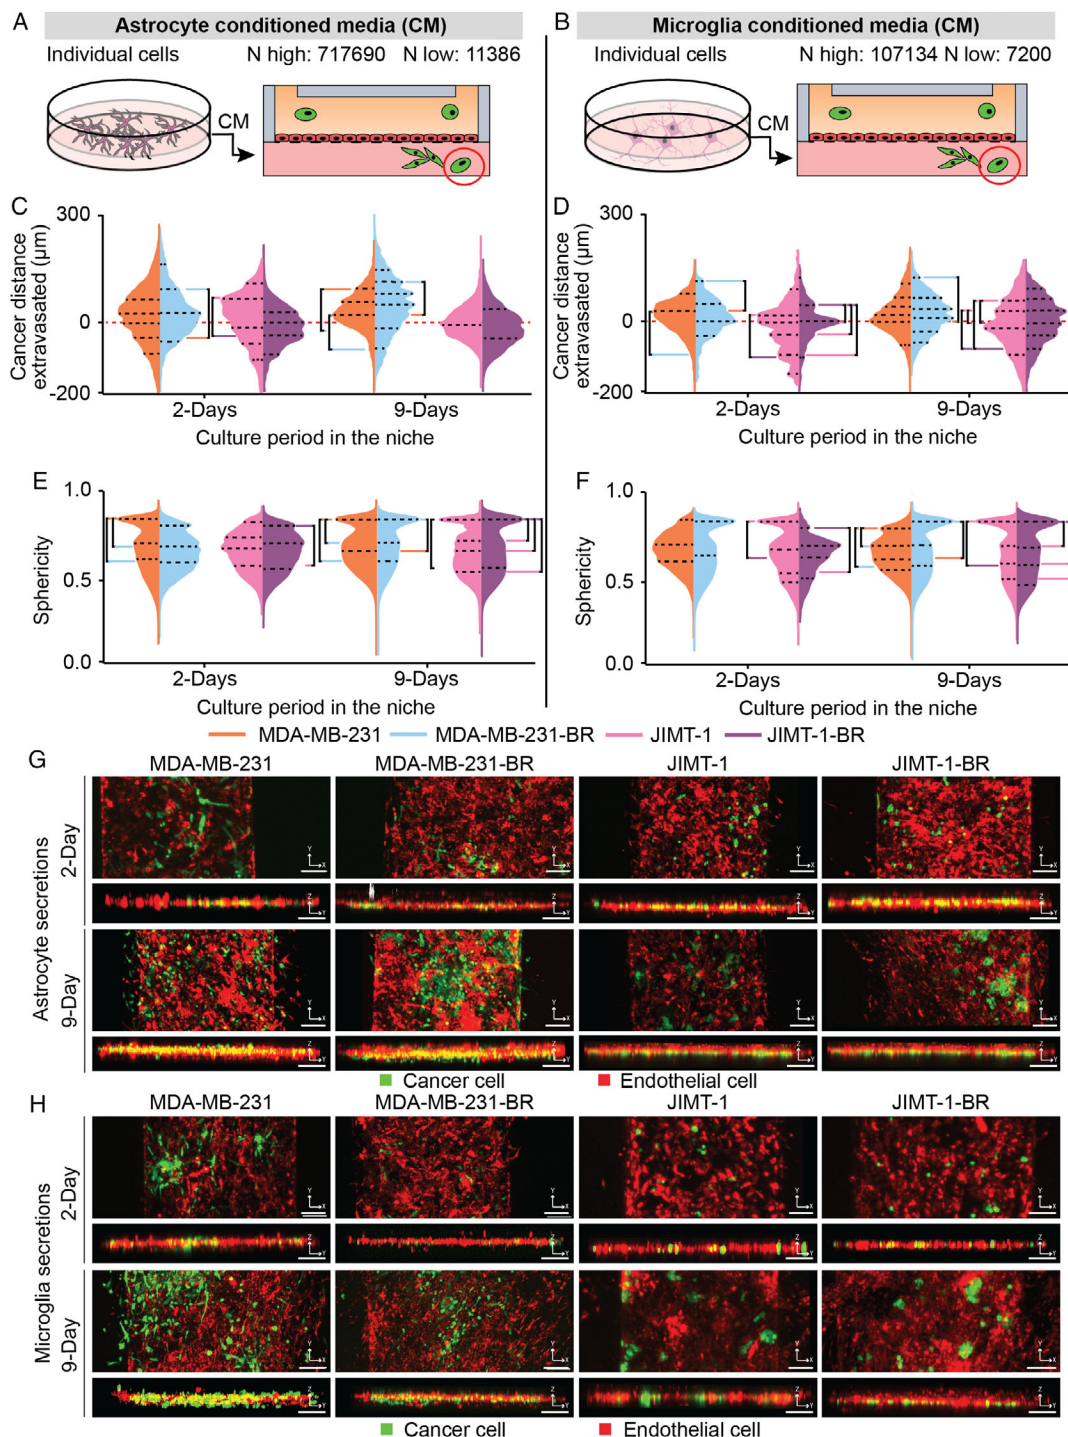 A Astrocyte conditioned media (CM)
Individual cells N high: 717690 N low: 11386
CM
B Microglia conditioned media (CM)
Individual cells N high: 107134 N low: 7200
CM
C
Cancer distance
extravasated (µm)
300
0
-200
2-Days 9-Days
Culture period in the niche
D
Cancer distance
extravasated (µm)
300
0
-200
2-Days 9-Days
Culture period in the niche
E
Sphericity
1.0
0.5
0.0
2-Days 9-Days
Culture period in the niche
F
Sphericity
1.0
0.5
0.0
2-Days 9-Days
Culture period in the niche
MDA-MB-231 MDA-MB-231-BR JIMT-1 JIMT-1-BR
G MDA-MB-231 MDA-MB-231-BR JIMT-1 JIMT-1-BR
Astrocyte secretions
2-Day
Y X Y X Y X Y X
Z Y Z Y Z Y Z Y
9-Day
Y X Y X Y X Y X
Z Y Z Y Z Y Z Y
Cancer cell Endothelial cell
H MDA-MB-231 MDA-MB-231-BR JIMT-1 JIMT-1-BR
Microglia secretions
2-Day
Y X Y X Y X Y X
Z Y Z Y Z Y Z Y
9-Day
Y X Y X Y X Y X
Z Y Z Y Z Y Z Y
Cancer cell Endothelial cell